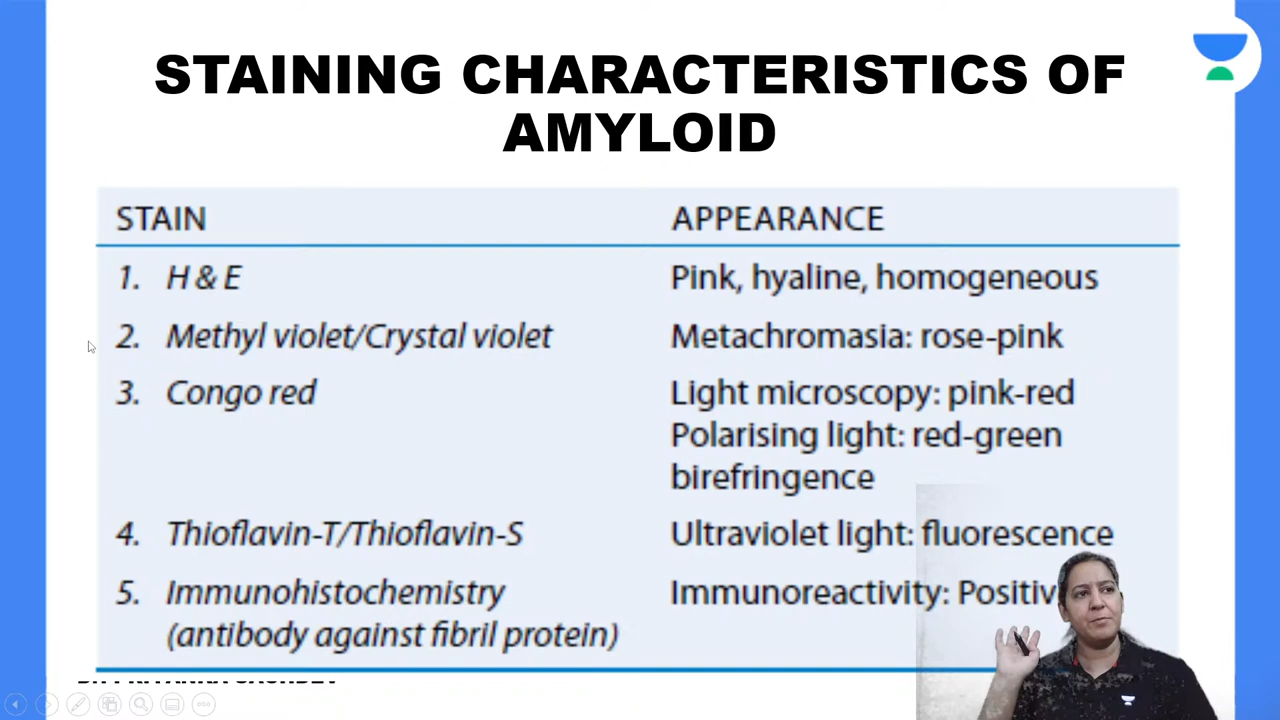 STAINING CHARACTERISTICS OF
AMYLOID
STAIN APPEARANCE
1. H & E Pink, hyaline, homogeneous
2. Methyl violet/Crystal violet Metachromasia: rose-pink
3. Congo red Light microscopy: pink-red
Polarising light: red-green
birefringence
4. Thioflavin-T/Thioflavin-S Ultraviolet light: fluorescence
5. Immunohistochemistry Immunoreactivity: Positiv
(antibody against fibril protein)